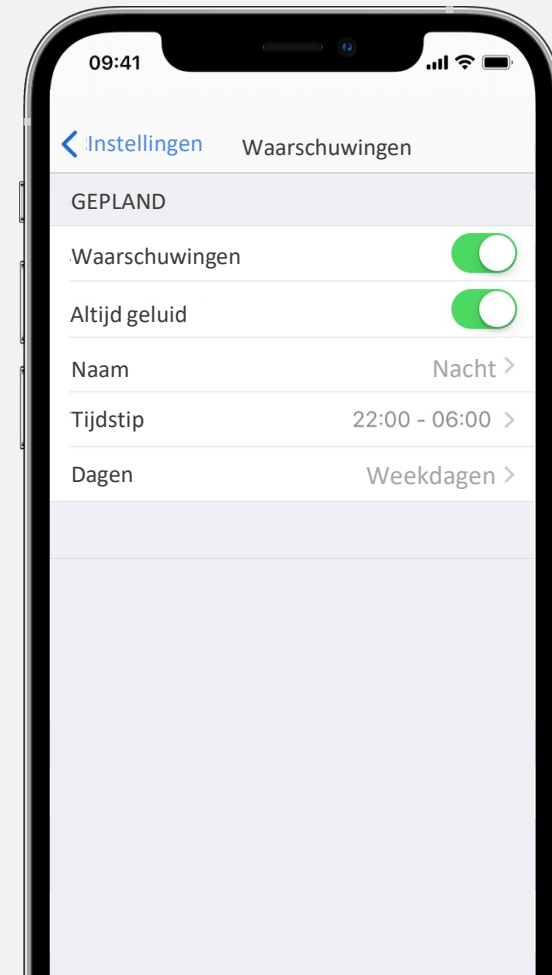 09:41
Instellingen Waarschuwingen
GEPLAND
Waarschuwingen
Altijd geluid
Naam Nacht
Tijdstip 22:00 - 06:00
Dagen Weekdagen